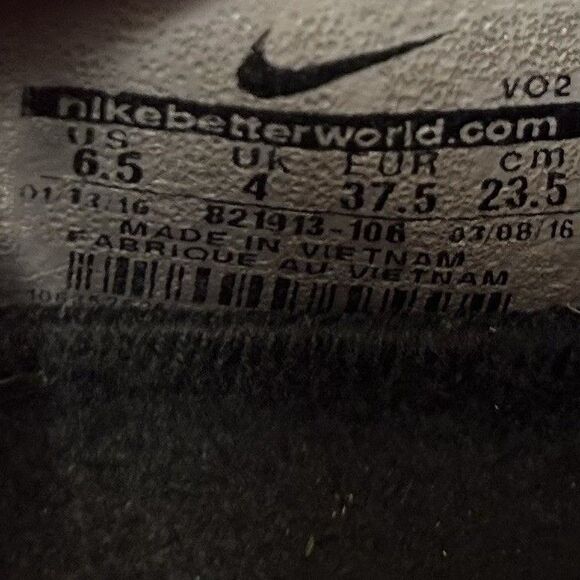 VO2
nikebetterworld.com
US UK EUR cm
6.5 4 37.5 23.5
01/13/16 821913-106 03/08/16
MADE IN VIETNAM
FABRIQUE AU VIETNAM